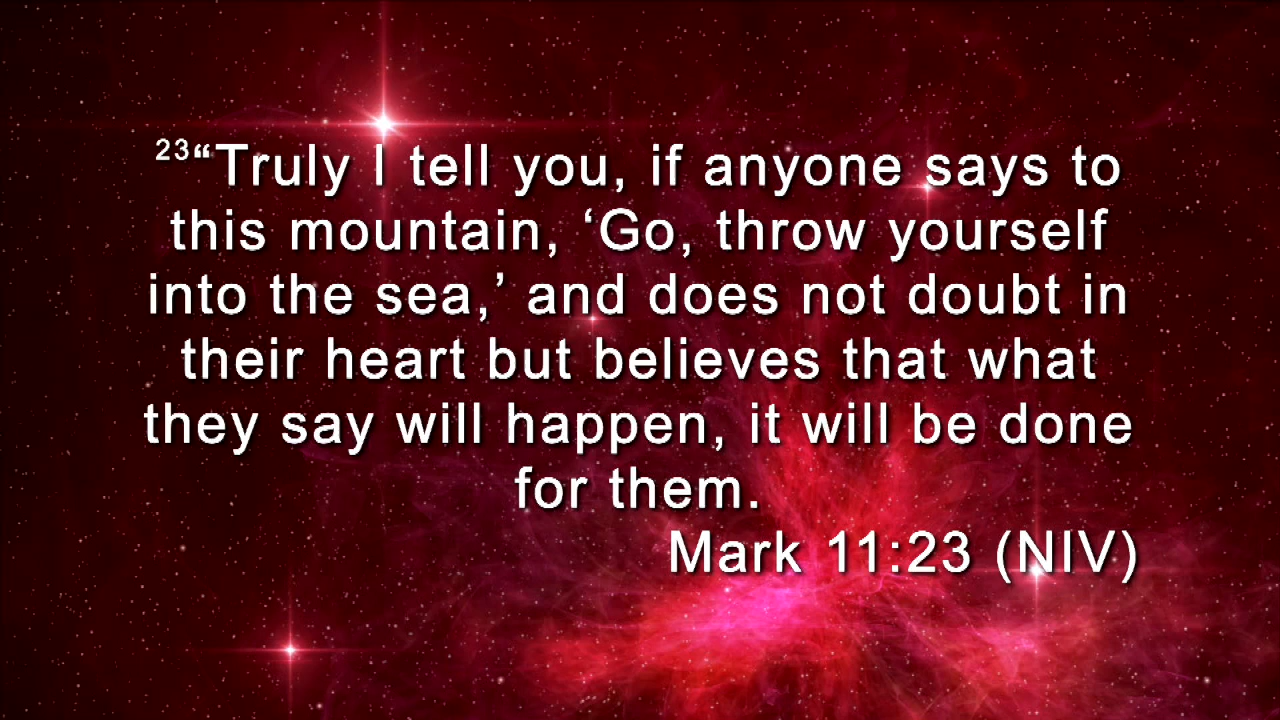 23“Truly I tell you, if anyone says to
this mountain, ‘Go, throw yourself
into the sea,’ and does not doubt in
their heart but believes that what
they say will happen, it will be done
for them.
Mark 11:23 (NIV)